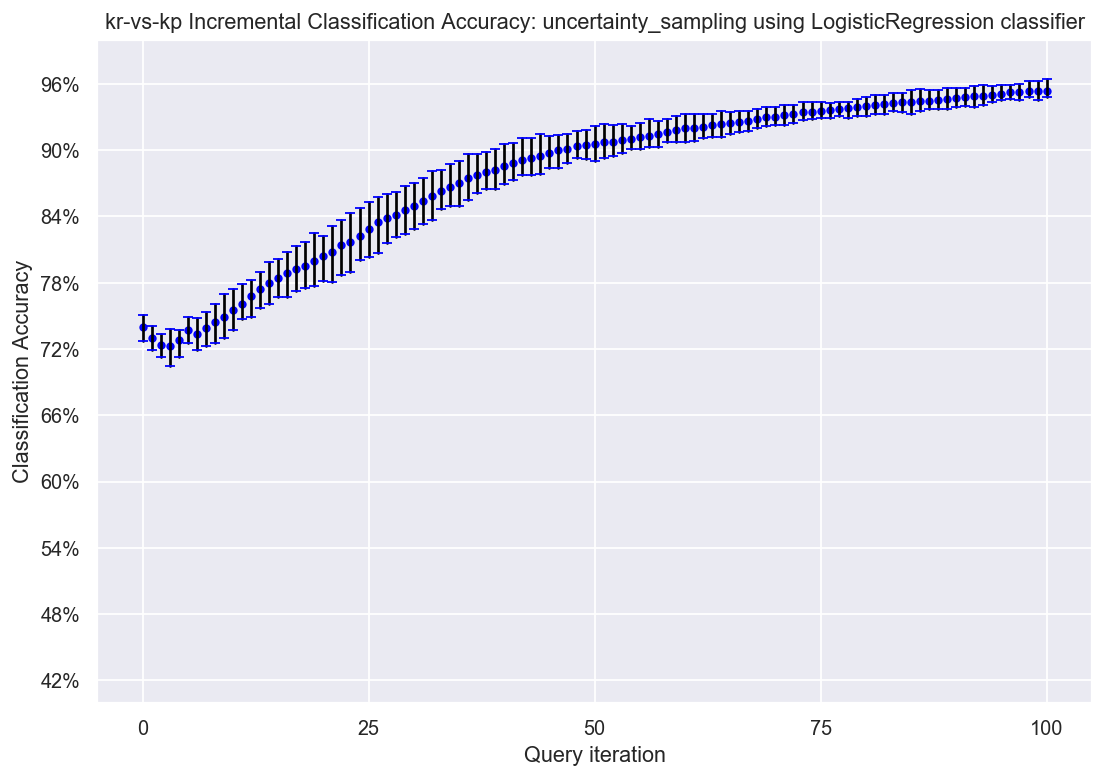 kr-vs-kp Incremental Classification Accuracy: uncertainty_sampling using LogisticRegression classifier
96%
90%
84%
78%
72%
66%
60%
54%
48%
42%
Classification Accuracy
0 25 50 75 100
Query iteration